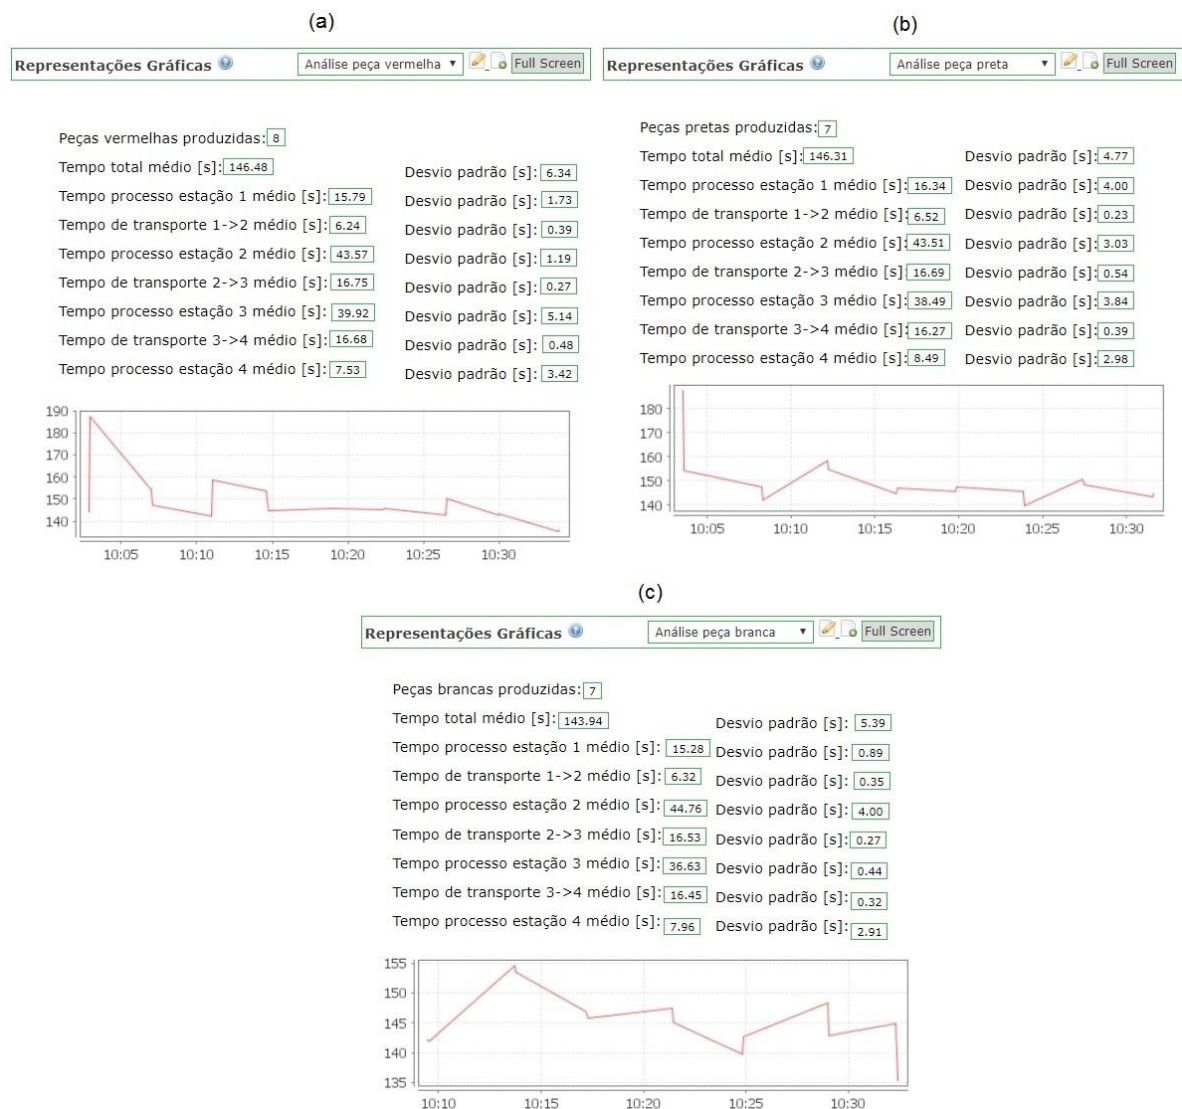 (a)
Representações Gráficas Análise peça vermelha Full Screen
Peças vermelhas produzidas: 8
Tempo total médio [s]: 146.48 Desvio padrão [s]: 6.34
Tempo processo estação 1 médio [s]: 15.79 Desvio padrão [s]: 1.73
Tempo de transporte 1->2 médio [s]: 6.24 Desvio padrão [s]: 0.39
Tempo processo estação 2 médio [s]: 43.57 Desvio padrão [s]: 1.19
Tempo de transporte 2->3 médio [s]: 16.75 Desvio padrão [s]: 0.27
Tempo processo estação 3 médio [s]: 39.92 Desvio padrão [s]: 5.14
Tempo de transporte 3->4 médio [s]: 16.68 Desvio padrão [s]: 0.48
Tempo processo estação 4 médio [s]: 7.53 Desvio padrão [s]: 3.42
190
180
170
160
150
140
10:05 10:10 10:15 10:20 10:25 10:30
(b)
Representações Gráficas Análise peça preta Full Screen
Peças pretas produzidas: 7
Tempo total médio [s]: 146.31 Desvio padrão [s]: 4.77
Tempo processo estação 1 médio [s]: 16.34 Desvio padrão [s]: 4.00
Tempo de transporte 1->2 médio [s]: 6.52 Desvio padrão [s]: 0.23
Tempo processo estação 2 médio [s]: 43.51 Desvio padrão [s]: 3.03
Tempo de transporte 2->3 médio [s]: 16.69 Desvio padrão [s]: 0.54
Tempo processo estação 3 médio [s]: 38.49 Desvio padrão [s]: 3.84
Tempo de transporte 3->4 médio [s]: 16.27 Desvio padrão [s]: 0.39
Tempo processo estação 4 médio [s]: 8.49 Desvio padrão [s]: 2.98
180
170
160
150
140
10:05 10:10 10:15 10:20 10:25 10:30
(c)
Representações Gráficas Análise peça branca Full Screen
Peças brancas produzidas: 7
Tempo total médio [s]: 143.94 Desvio padrão [s]: 5.39
Tempo processo estação 1 médio [s]: 15.28 Desvio padrão [s]: 0.89
Tempo de transporte 1->2 médio [s]: 6.32 Desvio padrão [s]: 0.35
Tempo processo estação 2 médio [s]: 44.76 Desvio padrão [s]: 4.00
Tempo de transporte 2->3 médio [s]: 16.53 Desvio padrão [s]: 0.27
Tempo processo estação 3 médio [s]: 36.63 Desvio padrão [s]: 0.44
Tempo de transporte 3->4 médio [s]: 16.45 Desvio padrão [s]: 0.32
Tempo processo estação 4 médio [s]: 7.96 Desvio padrão [s]: 2.91
155
150
145
140
135
10:10 10:15 10:20 10:25 10:30